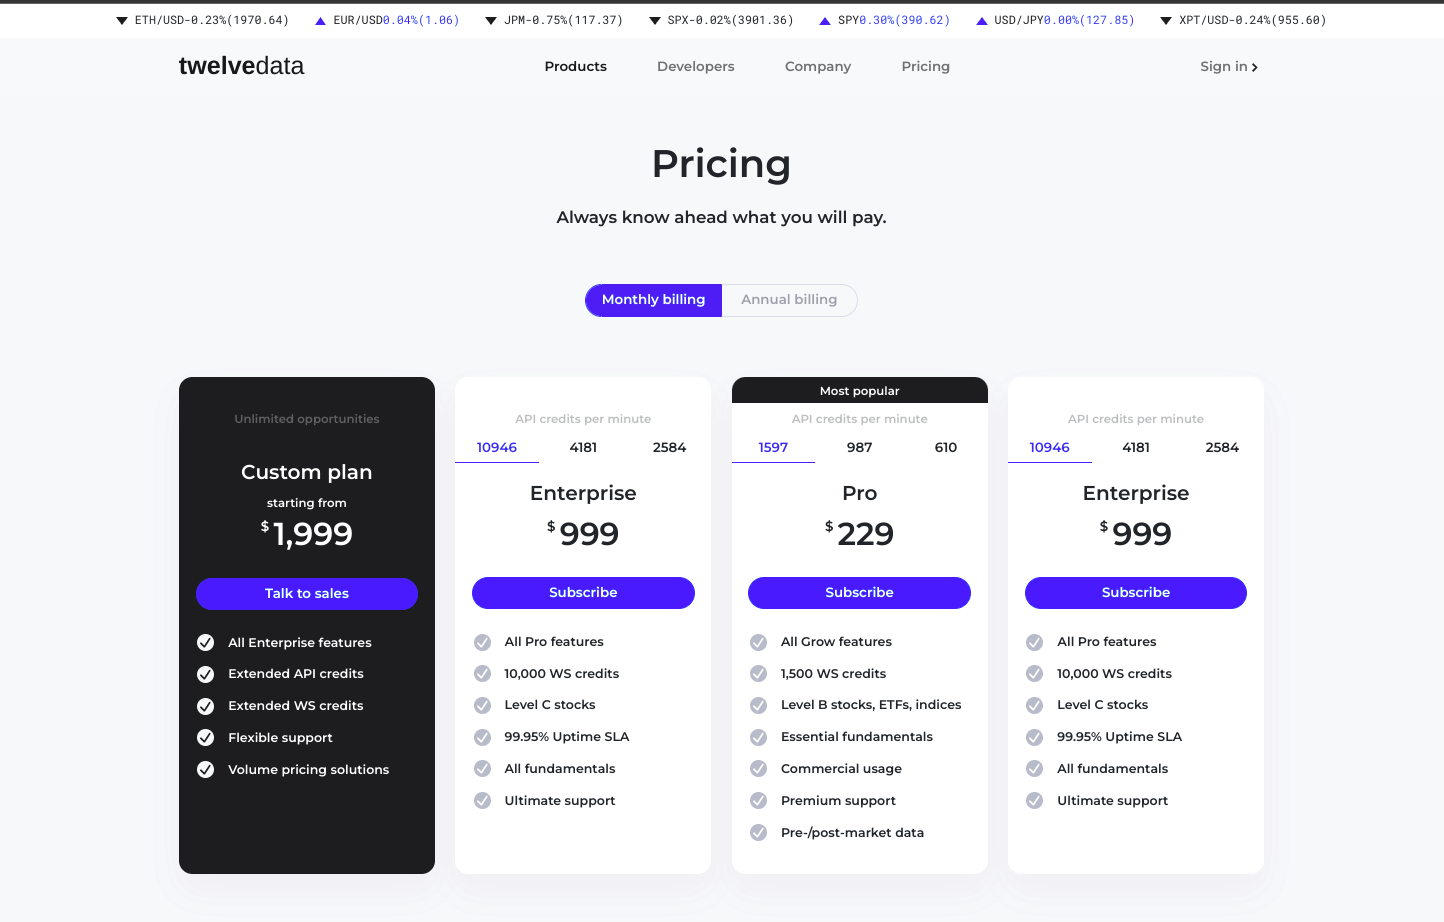 ETH/USD-0.23%(1970.64) EUR/USD0.04%(1.06) JPM-0.75%(117.37) SPX-0.02%(3901.36) SPY0.30%(390.62) USD/JPY0.00%(127.85) XPT/USD-0.24%(955.60)
twelvedata Products Developers Company Pricing Sign in
Pricing
Always know ahead what you will pay.
Monthly billing Annual billing
Unlimited opportunities
Custom plan
starting from
$1,999
Talk to sales
All Enterprise features
Extended API credits
Extended WS credits
Flexible support
Volume pricing solutions
API credits per minute
10946 4181 2584
Enterprise
$999
Subscribe
All Pro features
10,000 WS credits
Level C stocks
99.95% Uptime SLA
All fundamentals
Ultimate support
Most popular
API credits per minute
1597 987 610
Pro
$229
Subscribe
All Grow features
1,500 WS credits
Level B stocks, ETFs, indices
Essential fundamentals
Commercial usage
Premium support
Pre-/post-market data
API credits per minute
10946 4181 2584
Enterprise
$999
Subscribe
All Pro features
10,000 WS credits
Level C stocks
99.95% Uptime SLA
All fundamentals
Ultimate support